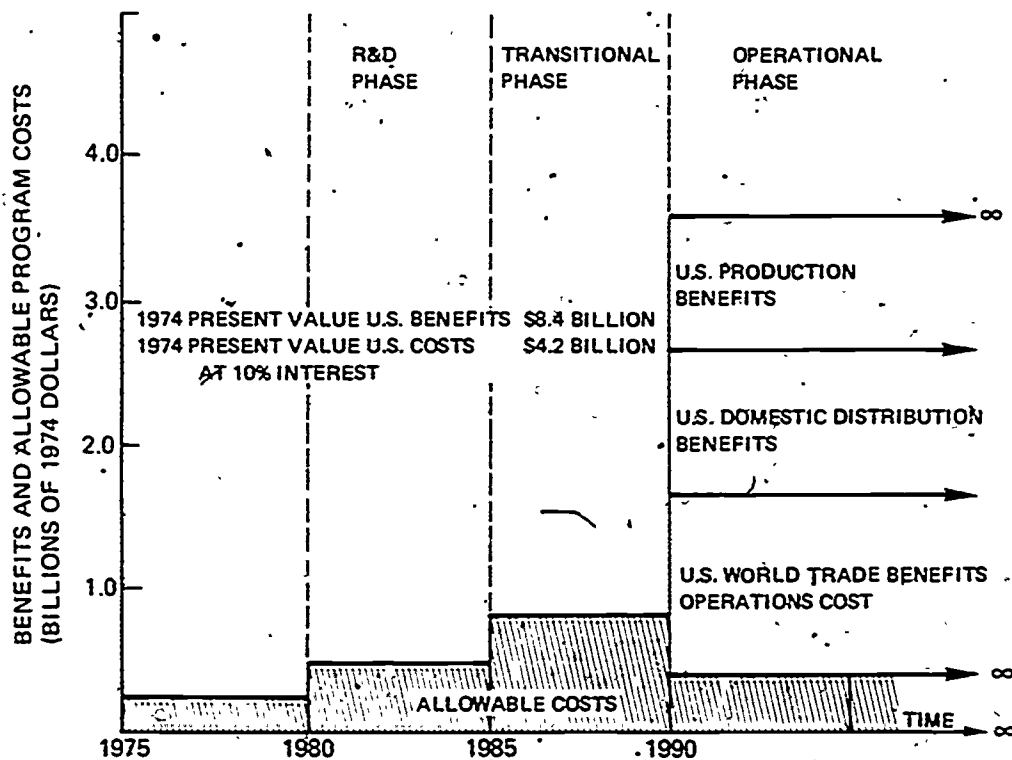 BENEFITS AND ALLOWABLE PROGRAM COSTS
(BILLIONS OF 1974 DOLLARS)
R&D
PHASE
TRANSITIONAL
PHASE
OPERATIONAL
PHASE
4.0
3.0
2.0
1.0
∞
U.S. PRODUCTION
BENEFITS
1974 PRESENT VALUE U.S. BENEFITS $8.4 BILLION
1974 PRESENT VALUE U.S. COSTS $4.2 BILLION
AT 10% INTEREST
U.S. DOMESTIC DISTRIBUTION
BENEFITS
U.S. WORLD TRADE BENEFITS
OPERATIONS COST
∞
ALLOWABLE COSTS
TIME
∞
1975
1980
1985
1990